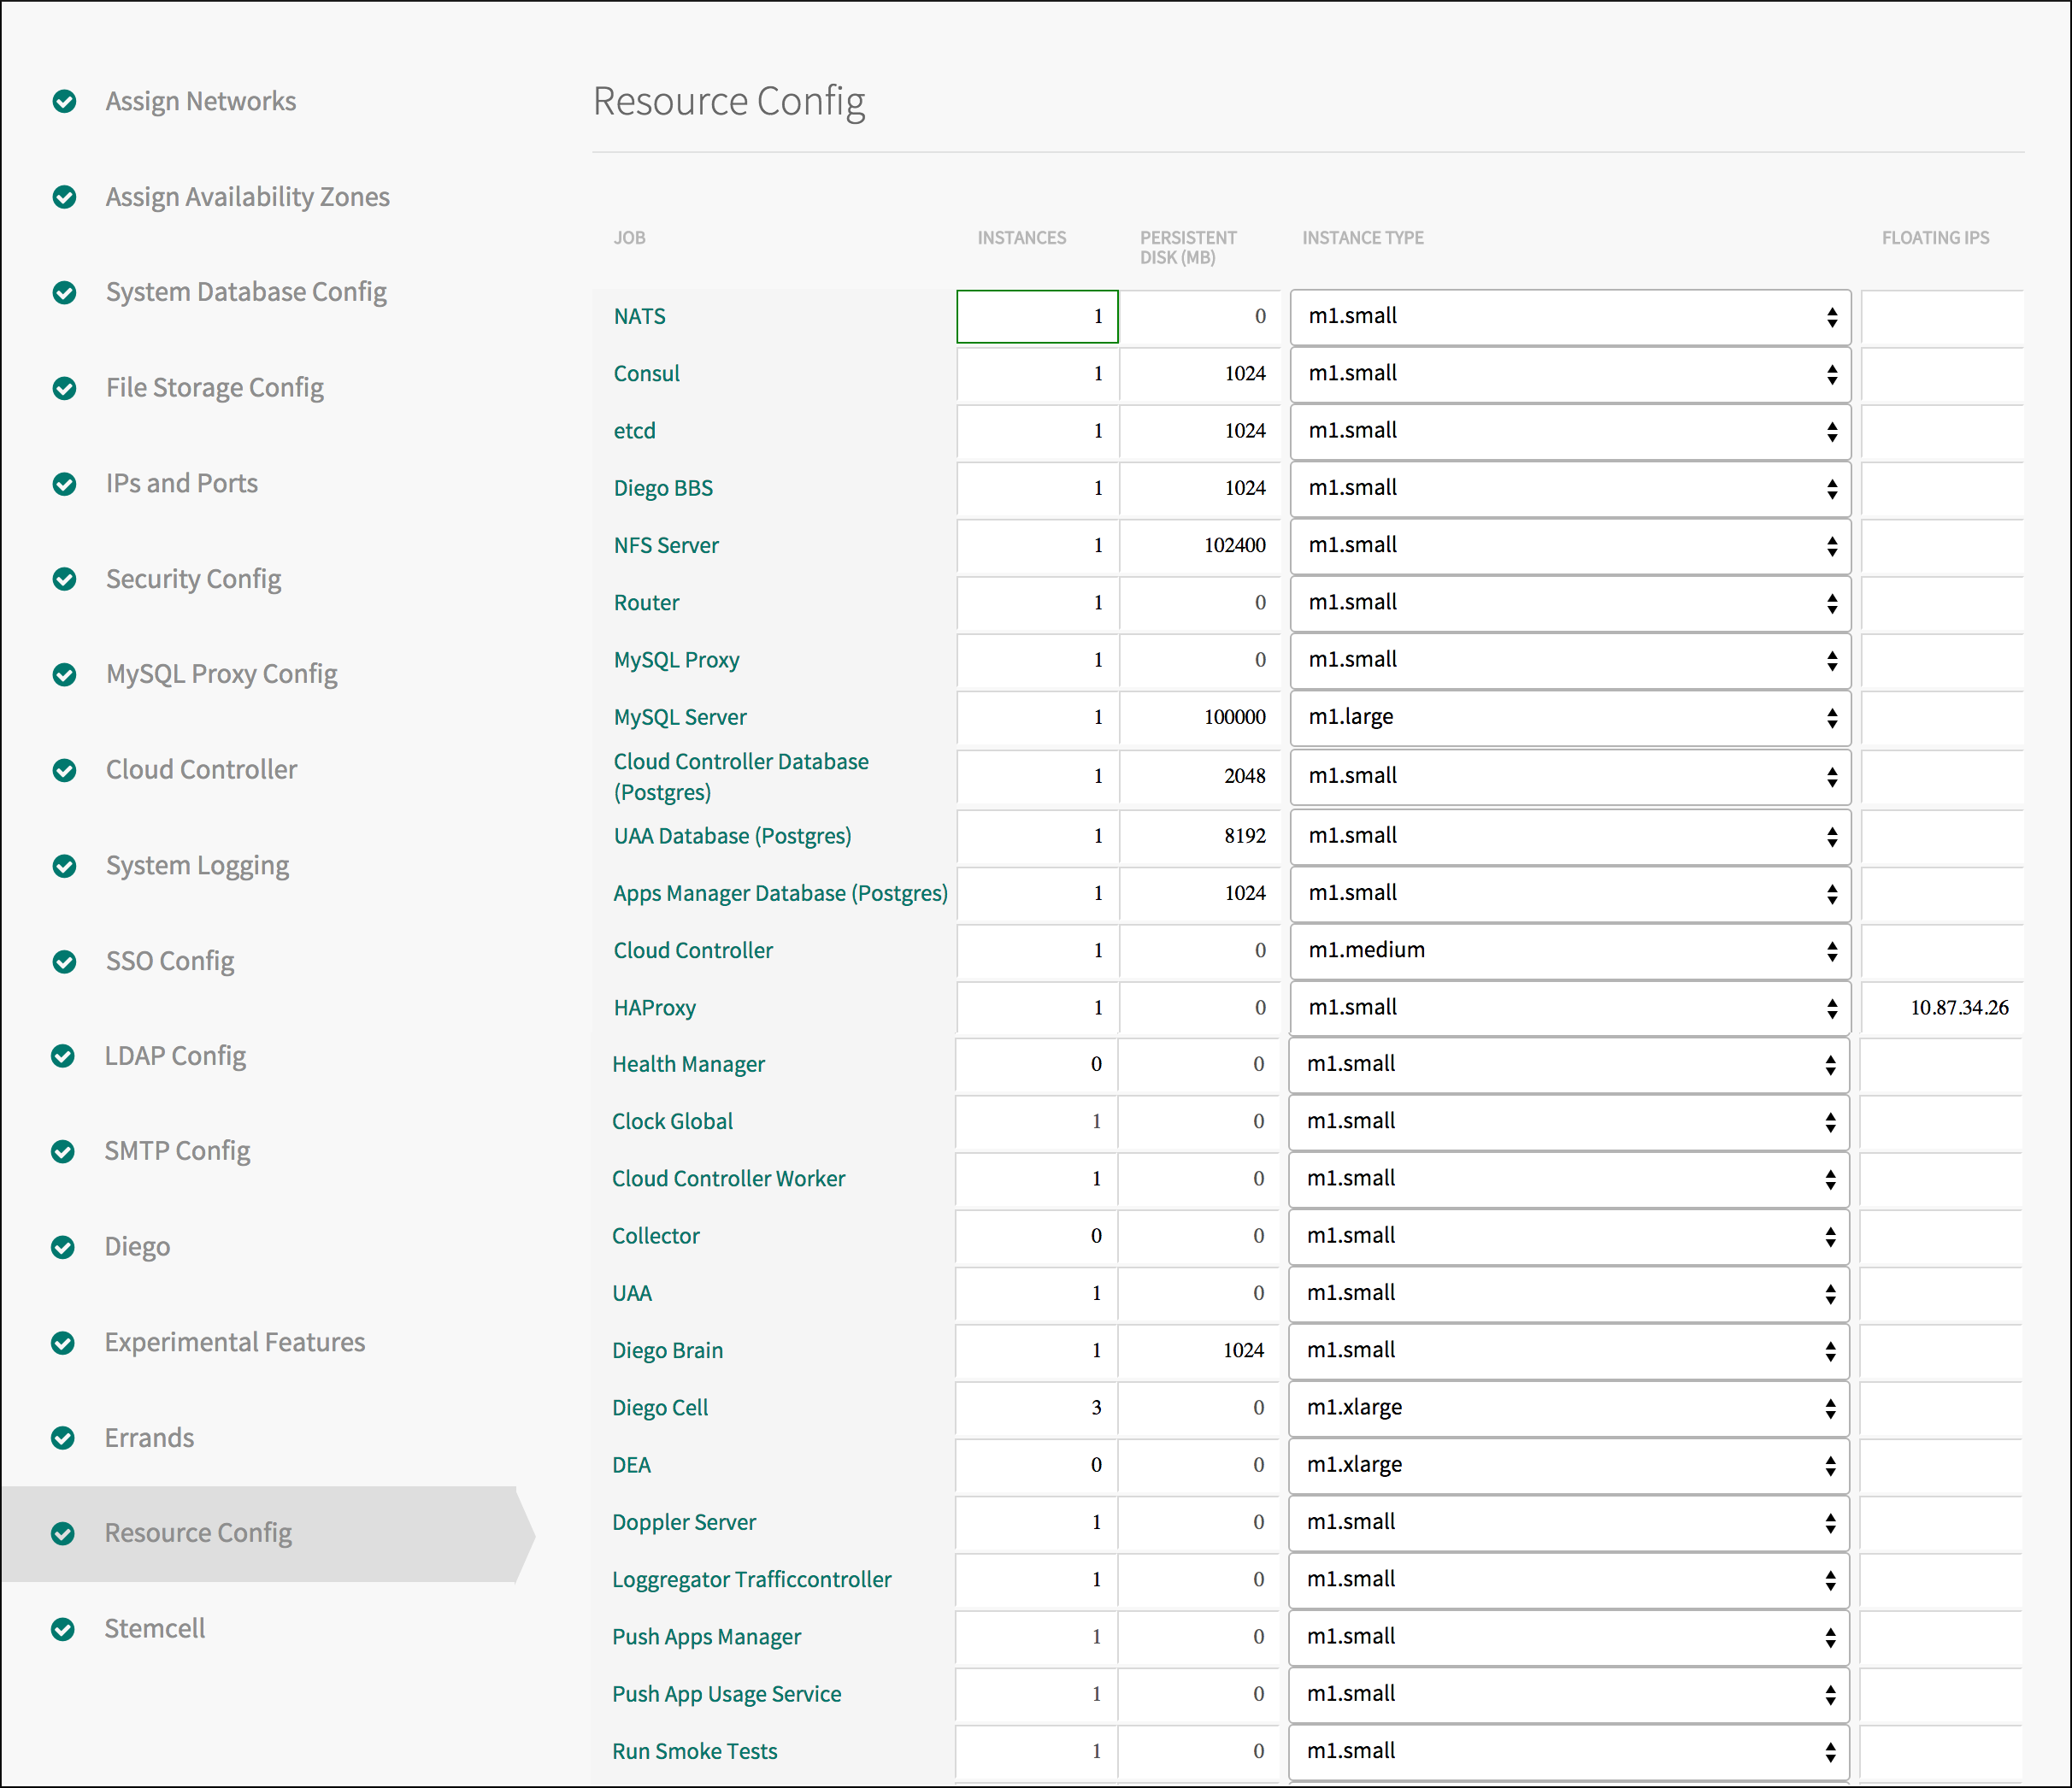 Assign Networks
Assign Availability Zones
System Database Config
File Storage Config
IPs and Ports
Security Config
MySQL Proxy Config
Cloud Controller
System Logging
SSO Config
LDAP Config
SMTP Config
Diego
Experimental Features
Errands
Resource Config
Stemcell
Resource Config
JOB INSTANCES PERSISTENT DISK (MB) INSTANCE TYPE FLOATING IPS
NATS 1 0 m1.small
Consul 1 1024 m1.small
etcd 1 1024 m1.small
Diego BBS 1 1024 m1.small
NFS Server 1 102400 m1.small
Router 1 0 m1.small
MySQL Proxy 1 0 m1.small
MySQL Server 1 100000 m1.large
Cloud Controller Database (Postgres) 1 2048 m1.small
UAA Database (Postgres) 1 8192 m1.small
Apps Manager Database (Postgres) 1 1024 m1.small
Cloud Controller 1 0 m1.medium
HAProxy 1 0 m1.small 10.87.34.26
Health Manager 0 0 m1.small
Clock Global 1 0 m1.small
Cloud Controller Worker 1 0 m1.small
Collector 0 0 m1.small
UAA 1 0 m1.small
Diego Brain 1 1024 m1.small
Diego Cell 3 0 m1.xlarge
DEA 0 0 m1.xlarge
Doppler Server 1 0 m1.small
Loggregator Trafficcontroller 1 0 m1.small
Push Apps Manager 1 0 m1.small
Push App Usage Service 1 0 m1.small
Run Smoke Tests 1 0 m1.small